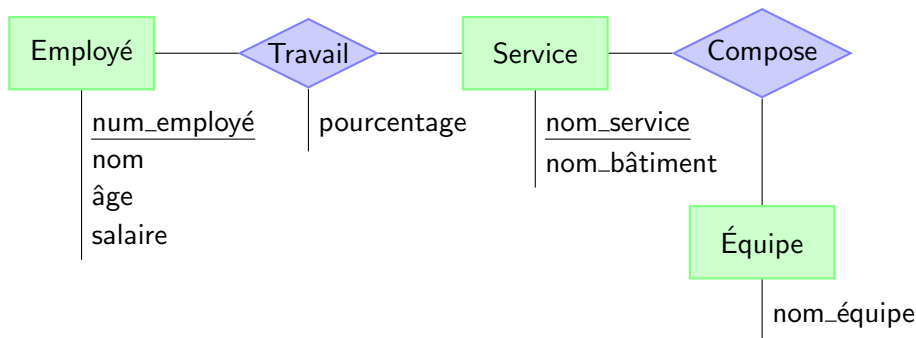 Employé
Travail
Service
Compose
num_employé
nom
âge
salaire
pourcentage
nom_service
nom_bâtiment
Équipe
nom_équipe